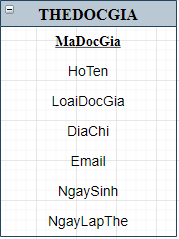 THEDOCGIA
MaDocGia
HoTen
LoaiDocGia
DiaChi
Email
NgaySinh
NgayLapThe